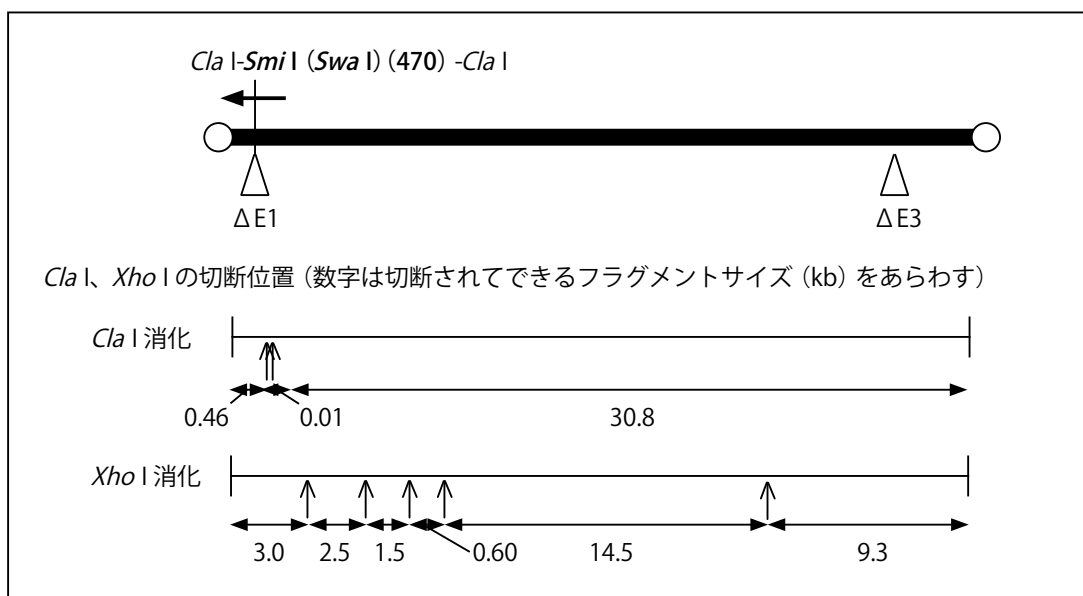 Cla I-Smi I (Swa I) (470) -Cla I
Δ E1
Δ E3
Cla I、Xho I の切断位置（数字は切断されてできるフラグメントサイズ（kb）をあらわす）
Cla I 消化
0.46 0.01 30.8
Xho I 消化
3.0 2.5 1.5 0.60 14.5 9.3